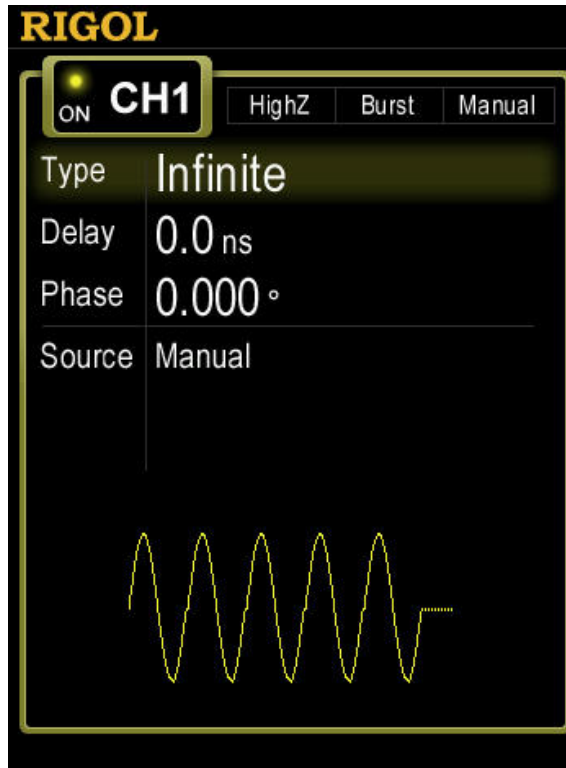 RIGOL
ON CH1 HighZ Burst Manual
Type Infinite
Delay 0.0 ns
Phase 0.000 °
Source Manual